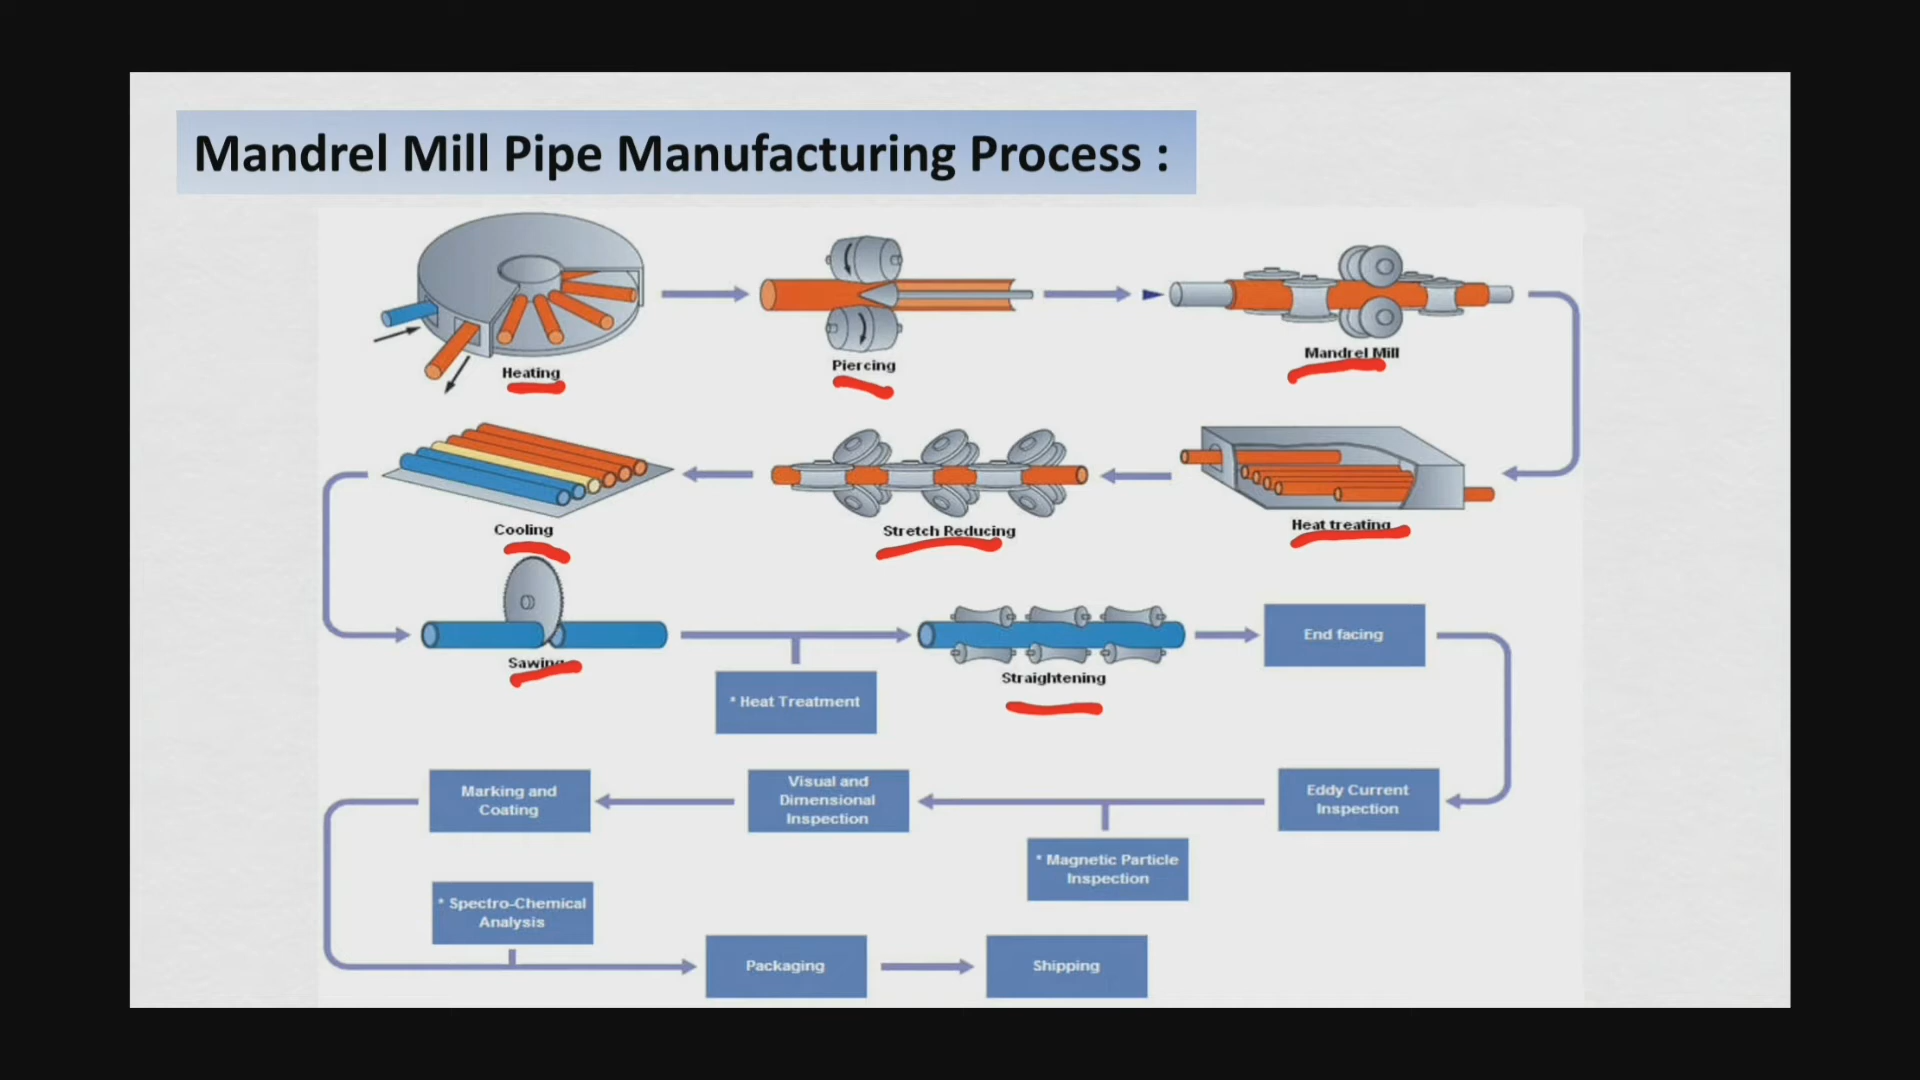 Mandrel Mill Pipe Manufacturing Process :
Heating
Piercing
Mandrel Mill
Cooling
Stretch Reducing
Heat treating
Sawing
* Heat Treatment
Straightening
End facing
Marking and
Coating
Visual and
Dimensional
Inspection
* Magnetic Particle
Inspection
Eddy Current
Inspection
* Spectro-Chemical
Analysis
Packaging
Shipping